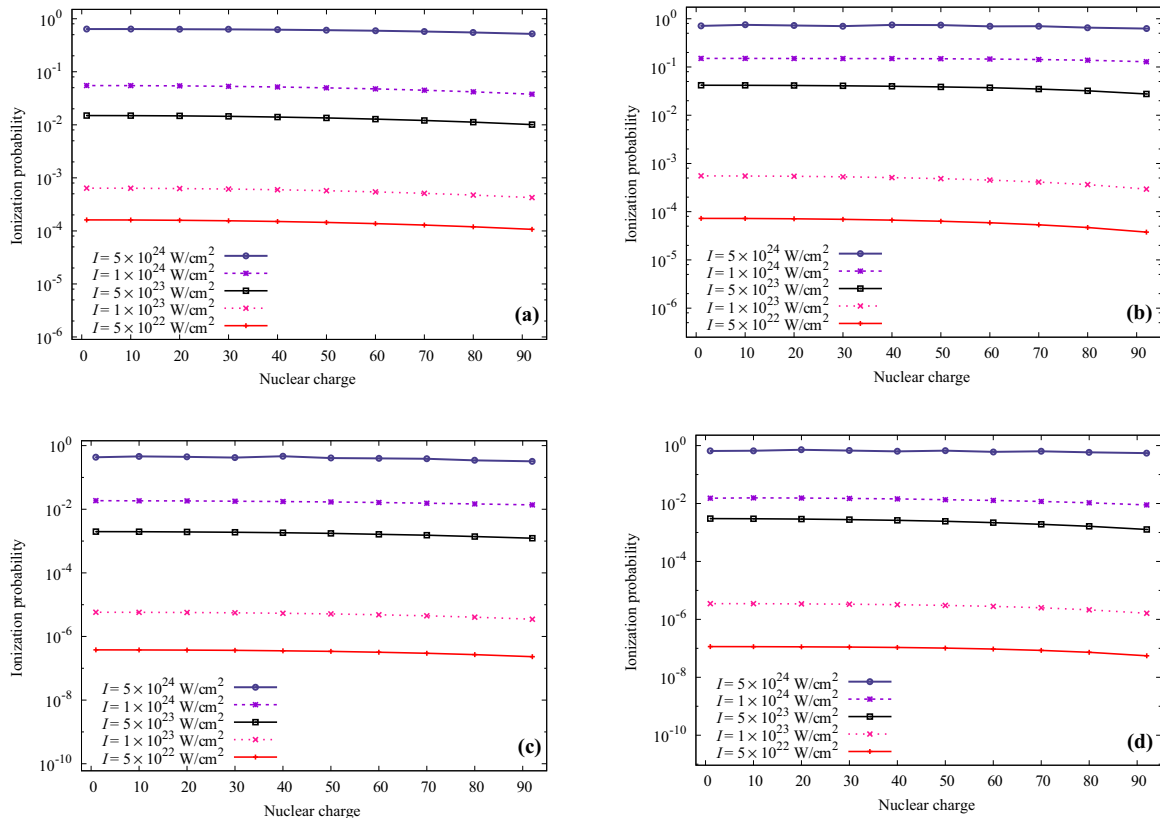 10^0
10^-1
10^-2
10^-3
10^-4
10^-5
10^-6
Ionization probability
I = 5 × 10^24 W/cm^2
I = 1 × 10^24 W/cm^2
I = 5 × 10^23 W/cm^2
I = 1 × 10^23 W/cm^2
I = 5 × 10^22 W/cm^2
(a)
0 10 20 30 40 50 60 70 80 90
Nuclear charge
10^0
10^-1
10^-2
10^-3
10^-4
10^-5
10^-6
Ionization probability
I = 5 × 10^24 W/cm^2
I = 1 × 10^24 W/cm^2
I = 5 × 10^23 W/cm^2
I = 1 × 10^23 W/cm^2
I = 5 × 10^22 W/cm^2
(b)
0 10 20 30 40 50 60 70 80 90
Nuclear charge
10^0
10^-2
10^-4
10^-6
10^-8
10^-10
Ionization probability
I = 5 × 10^24 W/cm^2
I = 1 × 10^24 W/cm^2
I = 5 × 10^23 W/cm^2
I = 1 × 10^23 W/cm^2
I = 5 × 10^22 W/cm^2
(c)
0 10 20 30 40 50 60 70 80 90
Nuclear charge
10^0
10^-2
10^-4
10^-6
10^-8
10^-10
Ionization probability
I = 5 × 10^24 W/cm^2
I = 1 × 10^24 W/cm^2
I = 5 × 10^23 W/cm^2
I = 1 × 10^23 W/cm^2
I = 5 × 10^22 W/cm^2
(d)
0 10 20 30 40 50 60 70 80 90
Nuclear charge